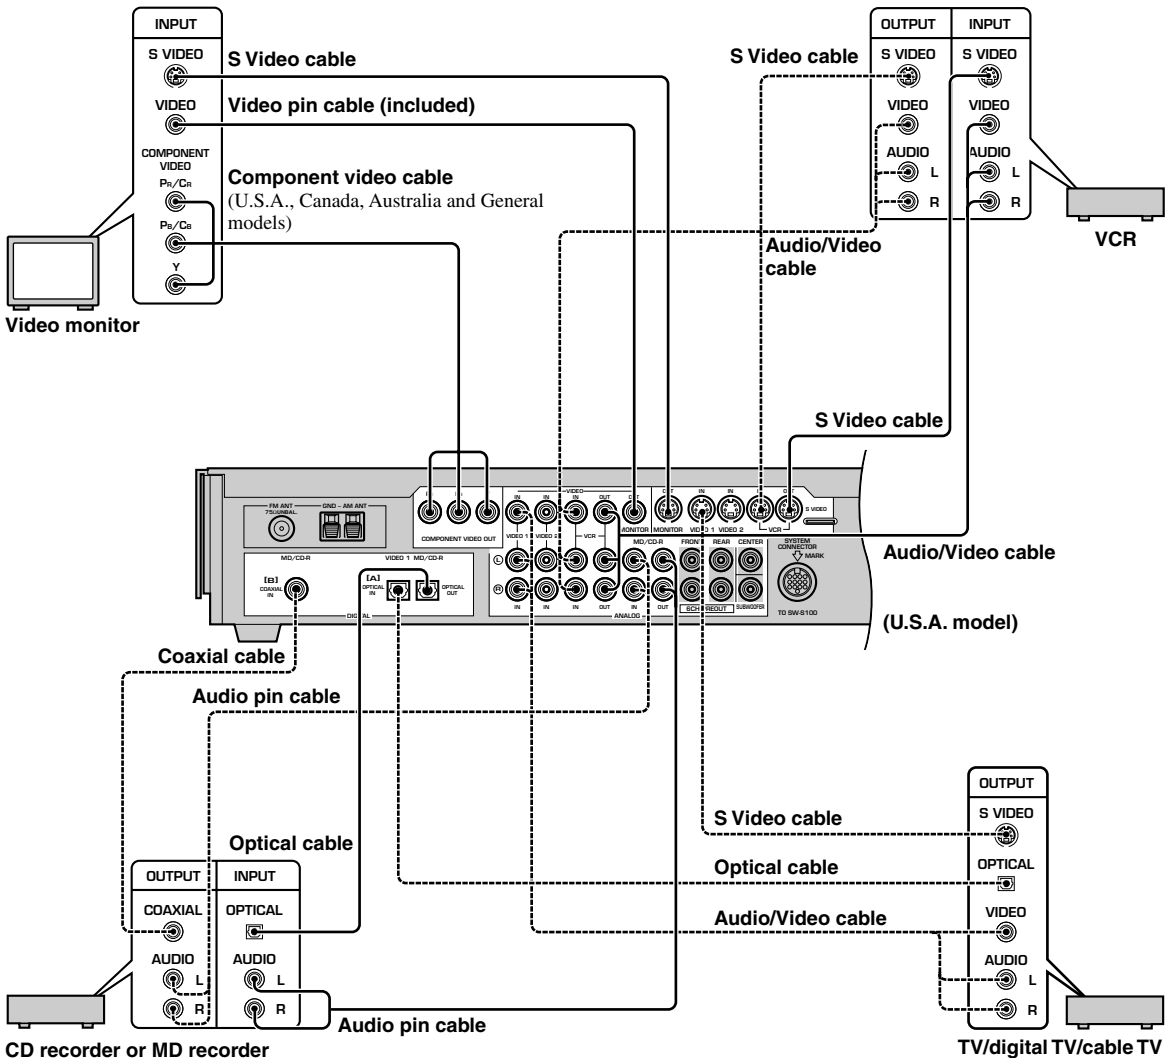 INPUT
S VIDEO
VIDEO
COMPONENT
VIDEO
PR/CR
PB/CB
Y
Video monitor
S Video cable
Video pin cable (included)
Component video cable
(U.S.A., Canada, Australia and General
models)
S Video cable
OUTPUT INPUT
S VIDEO S VIDEO
VIDEO VIDEO
AUDIO AUDIO
L L
R R
VCR
Audio/Video
cable
S Video cable
Audio/Video cable
(U.S.A. model)
FM ANT
GND – AM ANT
COMPONENT VIDEO OUT
VIDEO
IN IN IN OUT
OUT IN IN
MONITOR MONITOR VIDEO 1 VIDEO 2 VCR
S VIDEO
VIDEO 1 VIDEO 2 VCR
MD/CD-R FRONT REAR CENTER
SYSTEM
CONNECTOR
MARK
MD/CD-R VIDEO 1 MD/CD-R
[B]
COAXIAL
IN
[A]
OPTICAL
IN
OPTICAL
OUT
DIGITAL
L
R
IN IN IN OUT IN OUT
ANALOG
SUBWOOFER
TO SW-S100
Coaxial cable
Audio pin cable
Optical cable
OUTPUT INPUT
COAXIAL OPTICAL
AUDIO AUDIO
L L
R R
Audio pin cable
CD recorder or MD recorder
S Video cable
Optical cable
Audio/Video cable
OUTPUT
S VIDEO
OPTICAL
VIDEO
AUDIO
L
R
TV/digital TV/cable TV